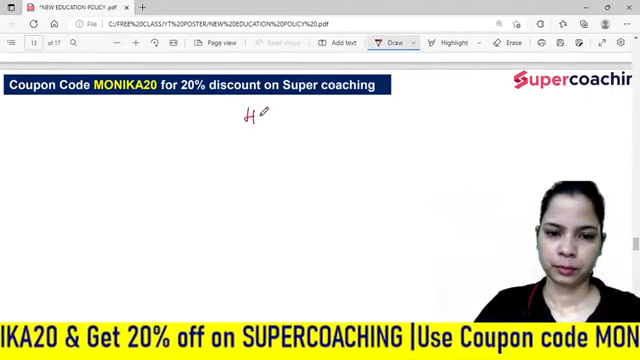 *NEW EDUCATION POLICY .pdf
C:/FREE%20CLASS/YT%20POSTER/NEW%20EDUCATION%20POLICY%20.pdf
13 of 17 Page view Read aloud Add text Draw Highlight Erase
Coupon Code MONIKA20 for 20% discount on Super coaching
Supercoachin
H
IKA20 & Get 20% off on SUPERCOACHING |Use Coupon code MON